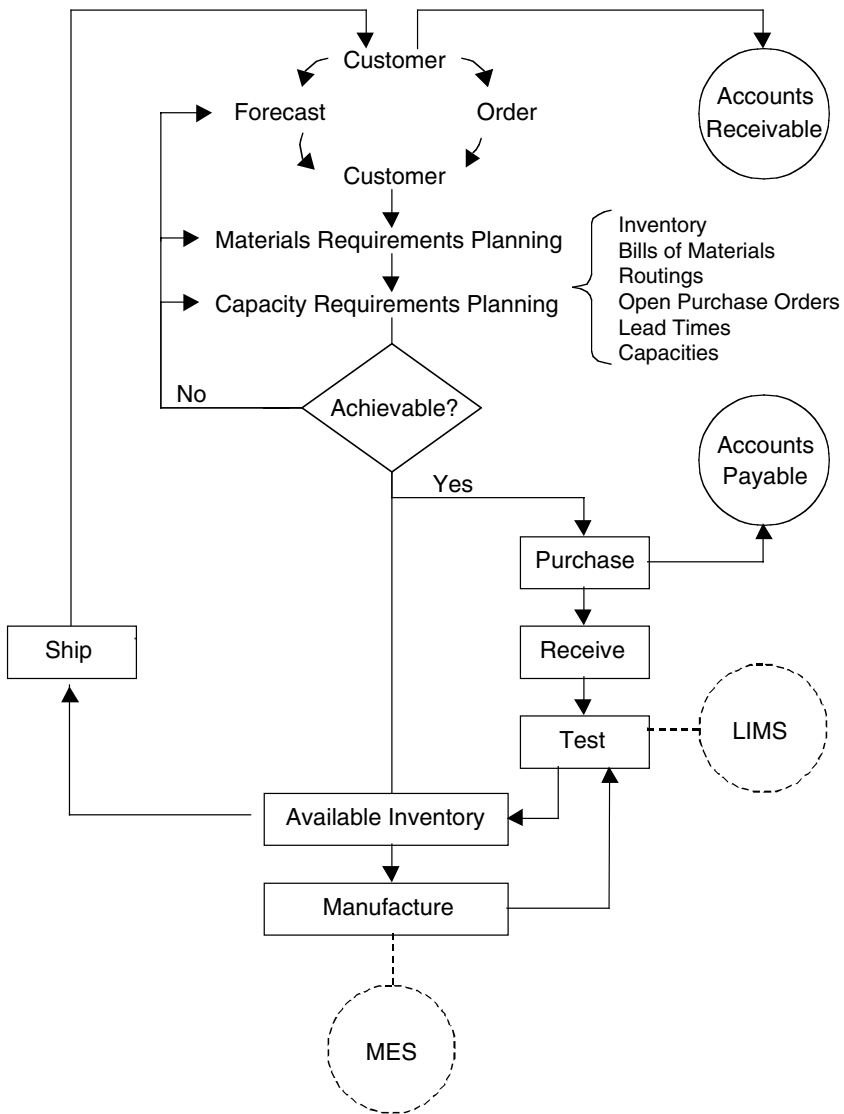 Customer
Forecast
Order
Customer
Accounts
Receivable
Materials Requirements Planning
Capacity Requirements Planning
Inventory
Bills of Materials
Routings
Open Purchase Orders
Lead Times
Capacities
No
Achievable?
Yes
Accounts
Payable
Purchase
Ship
Receive
Test
LIMS
Available Inventory
Manufacture
MES